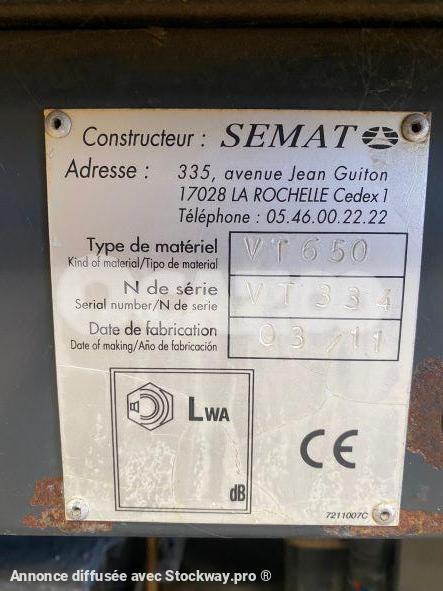 Constructeur : SEMAT
Adresse : 335, avenue Jean Guiton
17028 LA ROCHELLE Cedex 1
Téléphone : 05.46.00.22.22
Type de matériel VT650
Kind of material/Tipo de material
N de série VT 334
Serial number/N de serie
Date de fabrication 03/11
Date of making/Año de fabricación
LWA
dB
CE
7211007C
Annonce diffusée avec Stockway.pro ®